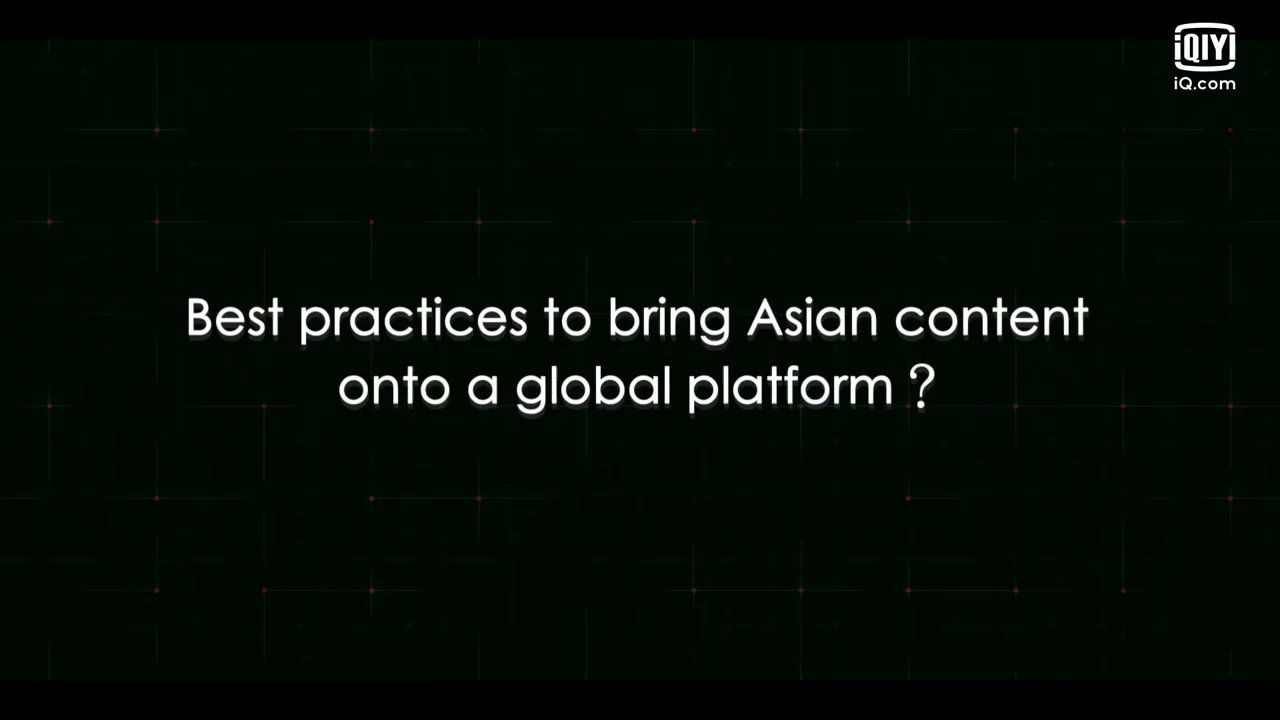 iQIYI
iQ.com
Best practices to bring Asian content
onto a global platform？